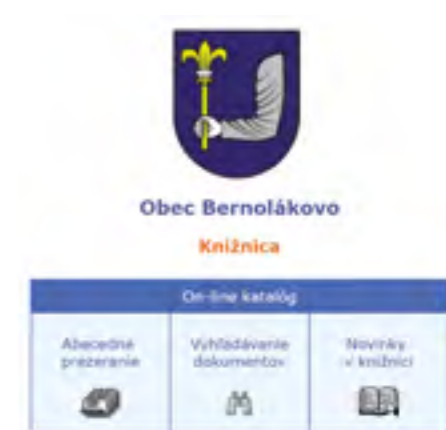 Obec Bernolákovo
Knižnica
On-line katalóg
Abecedné
prezeranie
Vyhľadávanie
dokumentov
Novinky
v knižnici